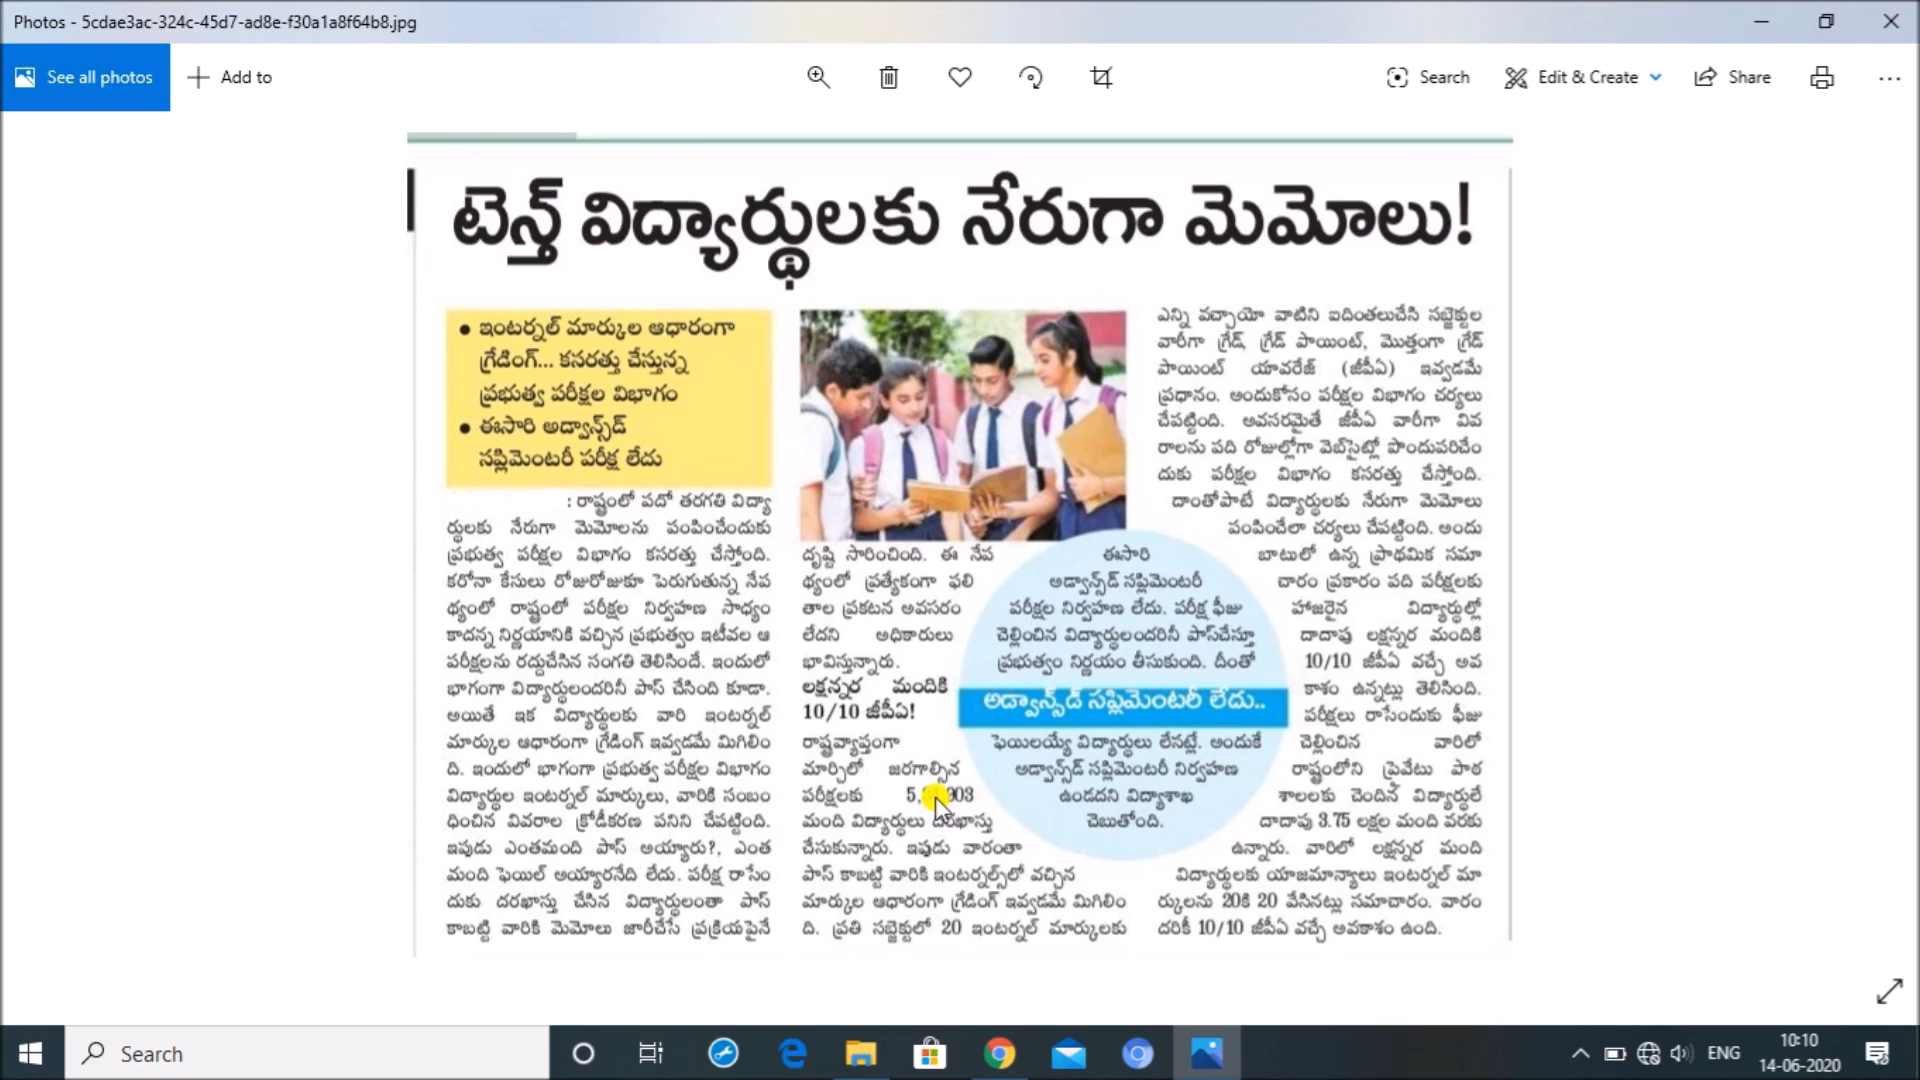 Photos - 5cdae3ac-324c-45d7-ad8e-f30a1a8f64b8.jpg
See all photos
Add to
Search
Edit & Create
Share
టెన్త్ విద్యార్థులకు నేరుగా మెమోలు!
● ఇంటర్నల్ మార్కుల ఆధారంగా
గ్రేడింగ్... కసరత్తు చేస్తున్న
ప్రభుత్వ పరీక్షల విభాగం
● ఈసారి అడ్వాన్స్‌డ్
సప్లిమెంటరీ పరీక్ష లేదు
: రాష్ట్రంలో పదో తరగతి విద్యా
ర్థులకు నేరుగా మెమోలను పంపించేందుకు
ప్రభుత్వ పరీక్షల విభాగం కసరత్తు చేస్తోంది.
కరోనా కేసులు రోజురోజుకూ పెరుగుతున్న నేప
థ్యంలో రాష్ట్రంలో పరీక్షల నిర్వహణ సాధ్యం
కాదన్న నిర్ణయానికి వచ్చిన ప్రభుత్వం ఇటీవల ఆ
పరీక్షలను రద్దుచేసిన సంగతి తెలిసిందే. ఇందులో
భాగంగా విద్యార్థులందరినీ పాస్ చేసింది కూడా.
అయితే ఇక విద్యార్థులకు వారి ఇంటర్నల్
మార్కుల ఆధారంగా గ్రేడింగ్ ఇవ్వడమే మిగిలిం
ది. ఇందులో భాగంగా ప్రభుత్వ పరీక్షల విభాగం
విద్యార్థుల ఇంటర్నల్ మార్కులు, వారికి సంబం
ధించిన వివరాల క్రోడీకరణ పనిని చేపట్టింది.
ఇపుడు ఎంతమంది పాస్ అయ్యారు?, ఎంత
మంది ఫెయిల్ అయ్యారనేది లేదు. పరీక్ష రాసేం
దుకు దరఖాస్తు చేసిన విద్యార్థులంతా పాస్
కాబట్టి వారికి మెమోలు జారీచేసే ప్రక్రియపైనే
దృష్టి సారించింది. ఈ నేప
థ్యంలో ప్రత్యేకంగా ఫలి
తాల ప్రకటన అవసరం
లేదని అధికారులు
భావిస్తున్నారు.
లక్షన్నర మందికి
10/10 జీపీఏ!
రాష్ట్రవ్యాప్తంగా
మార్చిలో జరగాల్సిన
పరీక్షలకు
మంది విద్యార్థులు దరఖాస్తు
చేసుకున్నారు. ఇపుడు వారంతా
పాస్ కాబట్టి వారికి ఇంటర్నల్స్‌లో వచ్చిన
మార్కుల ఆధారంగా గ్రేడింగ్ ఇవ్వడమే మిగిలిం
ది. ప్రతి సబ్జెక్టులో 20 ఇంటర్నల్ మార్కులకు
ఈసారి
అడ్వాన్స్‌డ్ సప్లిమెంటరీ
పరీక్షల నిర్వహణ లేదు. పరీక్ష ఫీజు
చెల్లించిన విద్యార్థులందరినీ పాస్‌చేస్తూ
ప్రభుత్వం నిర్ణయం తీసుకుంది. దీంతో
అడ్వాన్స్‌డ్ సప్లిమెంటరీ లేదు..
ఫెయిలయ్యే విద్యార్థులు లేనట్లే. అందుకే
అడ్వాన్స్‌డ్ సప్లిమెంటరీ నిర్వహణ
ఉండదని విద్యాశాఖ
చెబుతోంది.
ఎన్ని వచ్చాయో వాటిని ఐదింతలుచేసి సబ్జెక్టుల
వారీగా గ్రేడ్, గ్రేడ్ పాయింట్, మొత్తంగా గ్రేడ్
పాయింట్ యావరేజ్ (జీపీఏ) ఇవ్వడమే
ప్రధానం. అందుకోసం పరీక్షల విభాగం చర్యలు
చేపట్టింది. అవసరమైతే జీపీఏ వారీగా వివ
రాలను పది రోజుల్లోగా వెబ్‌సైట్లో పొందుపరిచేం
దుకు పరీక్షల విభాగం కసరత్తు చేస్తోంది.
దాంతోపాటే విద్యార్థులకు నేరుగా మెమోలు
పంపించేలా చర్యలు చేపట్టింది. అందు
బాటులో ఉన్న ప్రాథమిక సమా
చారం ప్రకారం పది పరీక్షలకు
హాజరైన విద్యార్థుల్లో
దాదాపు లక్షన్నర మందికి
10/10 జీపీఏ వచ్చే అవ
కాశం ఉన్నట్లు తెలిసింది.
పరీక్షలు రాసేందుకు ఫీజు
చెల్లించిన వారిలో
రాష్ట్రంలోని ప్రైవేటు పాఠ
శాలలకు చెందిన విద్యార్థులే
దాదాపు 3.75 లక్షల మంది వరకు
ఉన్నారు. వారిలో లక్షన్నర మంది
విద్యార్థులకు యాజమాన్యాలు ఇంటర్నల్ మా
ర్కులను 20కి 20 వేసినట్లు సమాచారం. వారం
దరికీ 10/10 జీపీఏ వచ్చే అవకాశం ఉంది.
Search
ENG
10:10
14-06-2020